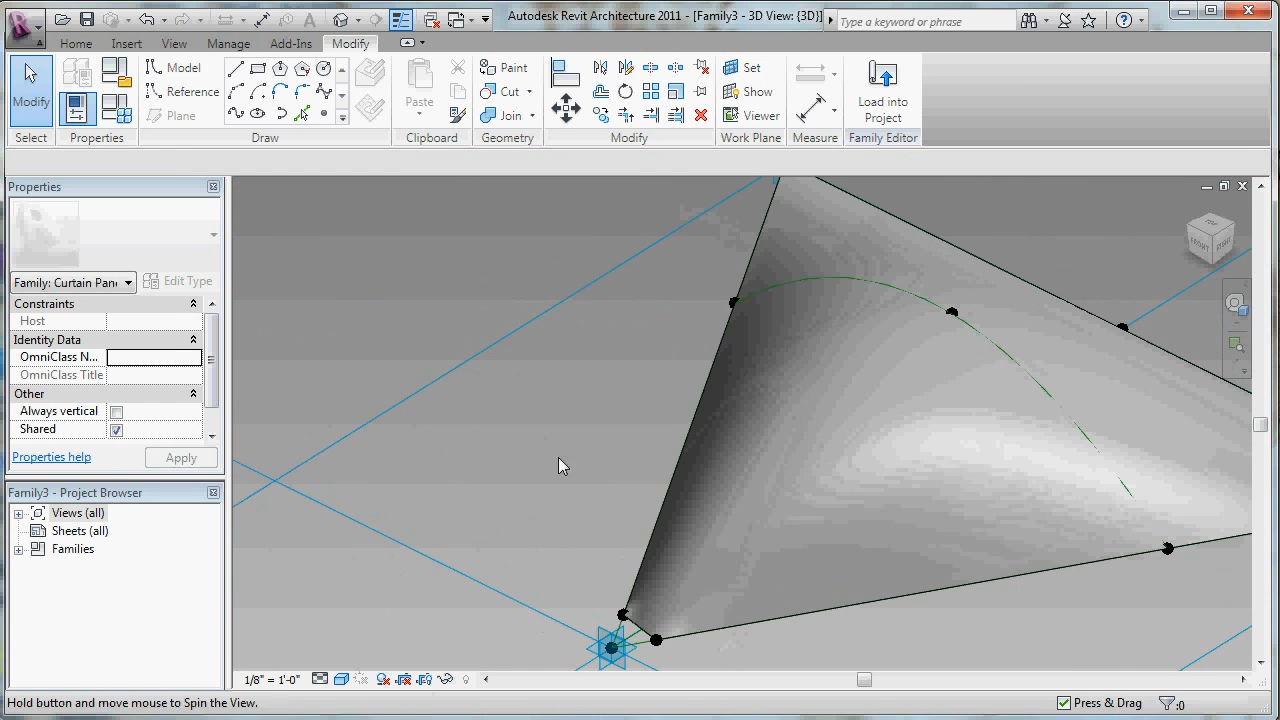 Autodesk Revit Architecture 2011 - [Family3 - 3D View: {3D}]
Type a keyword or phrase
Home Insert View Manage Add-Ins Modify
Modify
Model
Reference
Plane
Paste
Paint
Cut
Join
Set
Show
Viewer
Load into
Project
Select Properties Draw Clipboard Geometry Modify Work Plane Measure Family Editor
Properties
Family: Curtain Pan
Edit Type
Constraints
Host
Identity Data
OmniClass N...
OmniClass Title
Other
Always vertical
Shared
Properties help
Apply
Family3 - Project Browser
Views (all)
Sheets (all)
Families
TOP
FRONT
1/8" = 1'-0"
Hold button and move mouse to Spin the View.
Press & Drag
:0